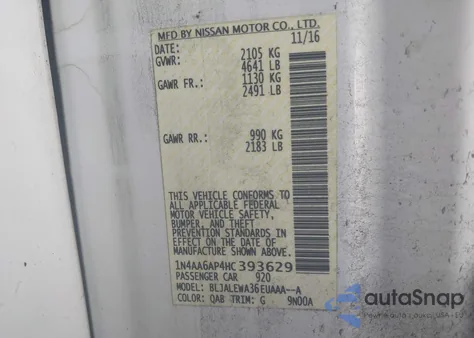 MFD BY NISSAN MOTOR CO., LTD.
DATE: 11/16
GVWR: 2105 KG
4641 LB
GAWR FR.: 1130 KG
2491 LB
GAWR RR.: 990 KG
2183 LB
THIS VEHICLE CONFORMS TO
ALL APPLICABLE FEDERAL
MOTOR VEHICLE SAFETY,
BUMPER, AND THEFT
PREVENTION STANDARDS IN
EFFECT ON THE DATE OF
MANUFACTURE SHOWN ABOVE.
1N4AA6AP4HC393629
PASSENGER CAR 920
BLJALEWA36EUAAA--A
COLOR: QAB TRIM: G 9N00A
autoSnap